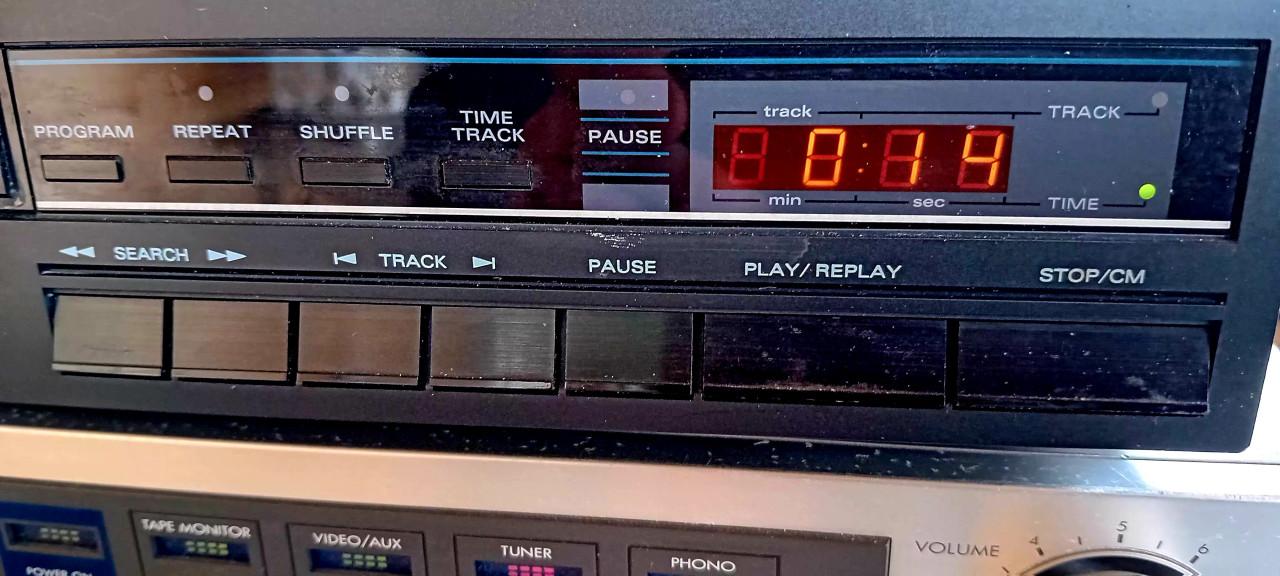 PROGRAM
REPEAT
SHUFFLE
TIME
TRACK
PAUSE
track
TRACK
0:14
min
sec
TIME
SEARCH
TRACK
PAUSE
PLAY/REPLAY
STOP/CM
TAPE MONITOR
VIDEO/AUX
TUNER
PHONO
VOLUME
4
5
6
POWER ON